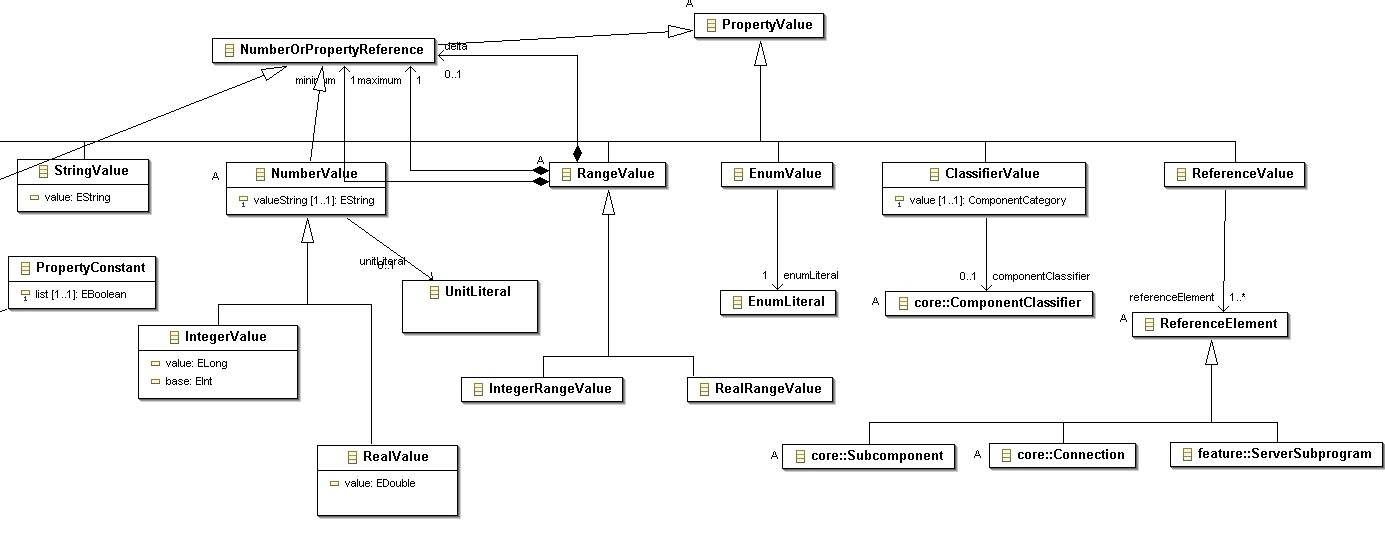 A
PropertyValue
NumberOrPropertyReference
delta
0..1
minimum
1
maximum
1
StringValue
value: EString
A
NumberValue
valueString [1..1]: EString
A
RangeValue
EnumValue
ClassifierValue
value [1..1]: ComponentCategory
ReferenceValue
PropertyConstant
list [1..1]: EBoolean
unitLiteral
0..1
UnitLiteral
1
enumLiteral
EnumLiteral
0..1
componentClassifier
A
core::ComponentClassifier
referenceElement
1..*
A
ReferenceElement
IntegerValue
value: ELong
base: EInt
IntegerRangeValue
RealRangeValue
RealValue
value: EDouble
A
core::Subcomponent
A
core::Connection
feature::ServerSubprogram